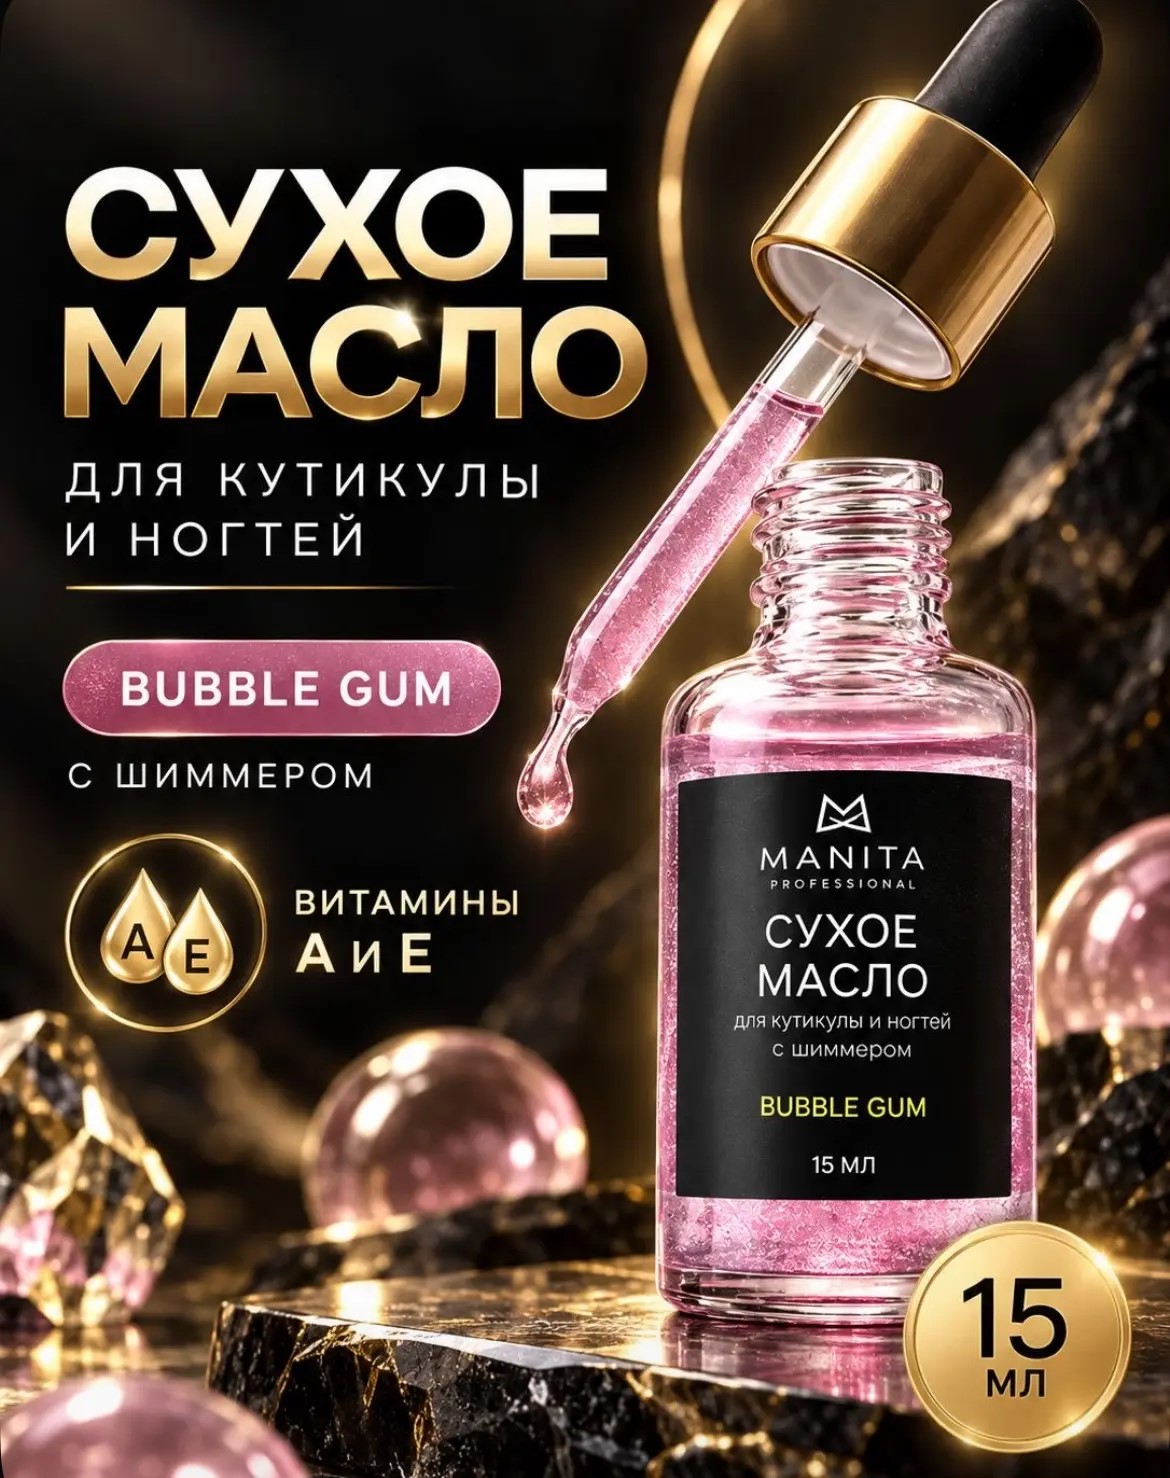 СУХОЕ
МАСЛО
ДЛЯ КУТИКУЛЫ
И НОГТЕЙ
BUBBLE GUM
С ШИММЕРОМ
A E
ВИТАМИНЫ
А и Е
MANITA
PROFESSIONAL
СУХОЕ
МАСЛО
для кутикулы и ногтей
с шиммером
BUBBLE GUM
15 МЛ
15
МЛ